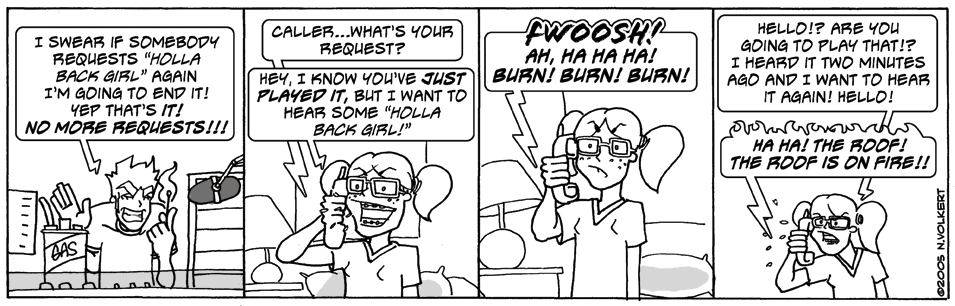 I SWEAR IF SOMEBODY
REQUESTS "HOLLA
BACK GIRL" AGAIN
I'M GOING TO END IT!
YEP THAT'S IT!
NO MORE REQUESTS!!!
GAS
CALLER...WHAT'S YOUR
REQUEST?
HEY, I KNOW YOU'VE JUST
PLAYED IT, BUT I WANT TO
HEAR SOME "HOLLA
BACK GIRL!"
FWOOSH!
AH, HA HA HA!
BURN! BURN! BURN!
HELLO!? ARE YOU
GOING TO PLAY THAT!?
I HEARD IT TWO MINUTES
AGO AND I WANT TO HEAR
IT AGAIN! HELLO!
HA HA! THE ROOF!
THE ROOF IS ON FIRE!!
©2005 N.VOLKERT